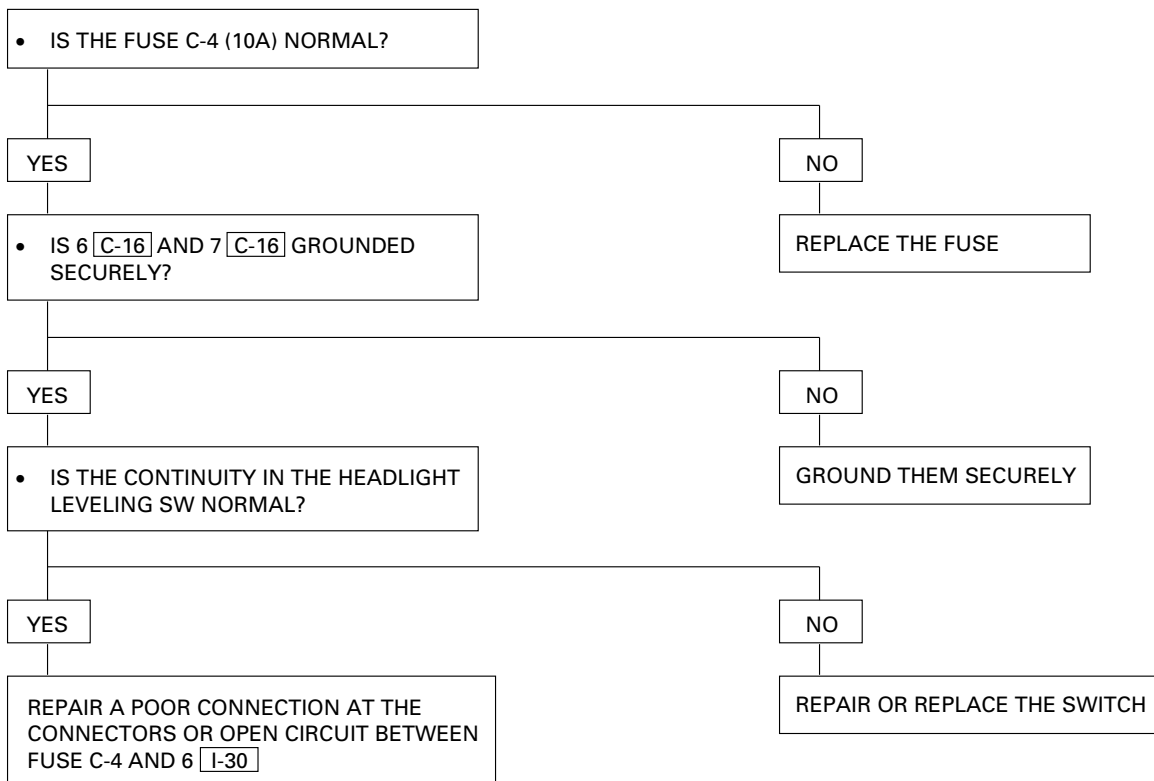 • IS THE FUSE C-4 (10A) NORMAL?
YES
NO
• IS 6 C-16 AND 7 C-16 GROUNDED
SECURELY?
REPLACE THE FUSE
YES
NO
• IS THE CONTINUITY IN THE HEADLIGHT
LEVELING SW NORMAL?
GROUND THEM SECURELY
YES
NO
REPAIR A POOR CONNECTION AT THE
CONNECTORS OR OPEN CIRCUIT BETWEEN
FUSE C-4 AND 6 I-30
REPAIR OR REPLACE THE SWITCH